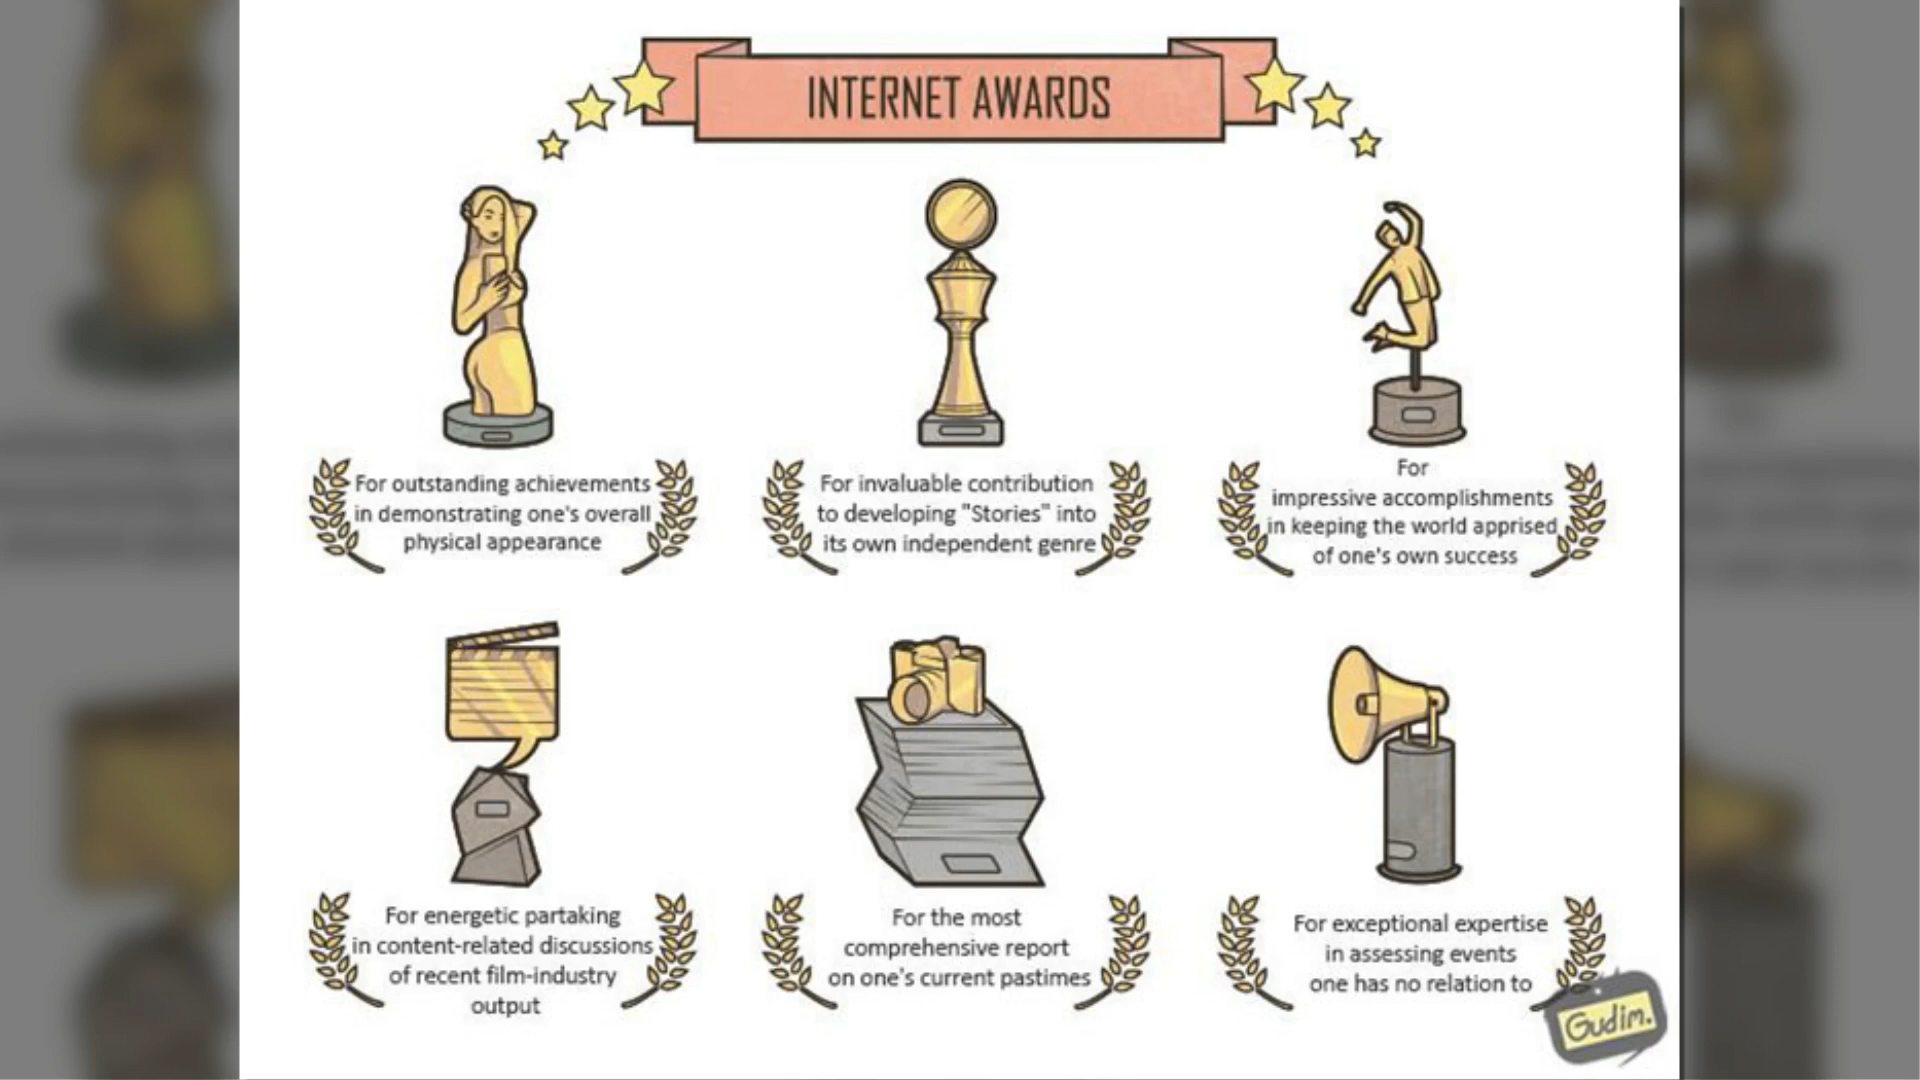 INTERNET AWARDS
For outstanding achievements
in demonstrating one's overall
physical appearance
For invaluable contribution
to developing "Stories" into
its own independent genre
For
impressive accomplishments
in keeping the world apprised
of one's own success
For energetic partaking
in content-related discussions
of recent film-industry
output
For the most
comprehensive report
on one's current pastimes
For exceptional expertise
in assessing events
one has no relation to
Gudim.